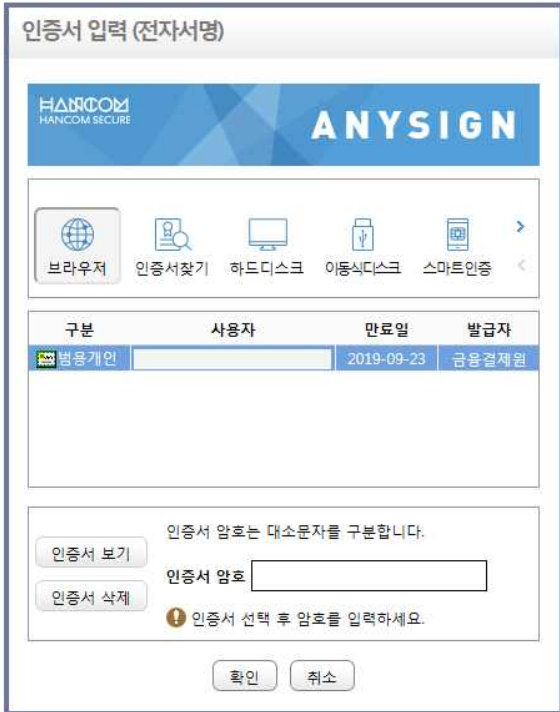 인증서 입력 (전자서명)
HANCOM
HANCOM SECURE
ANYSIGN
브라우저 인증서찾기 하드디스크 이동식디스크 스마트인증
구분 사용자 만료일 발급자
범용개인 2019-09-23 금융결제원
인증서 암호는 대소문자를 구분합니다.
인증서 보기
인증서 암호
인증서 삭제
인증서 선택 후 암호를 입력하세요.
확인 취소